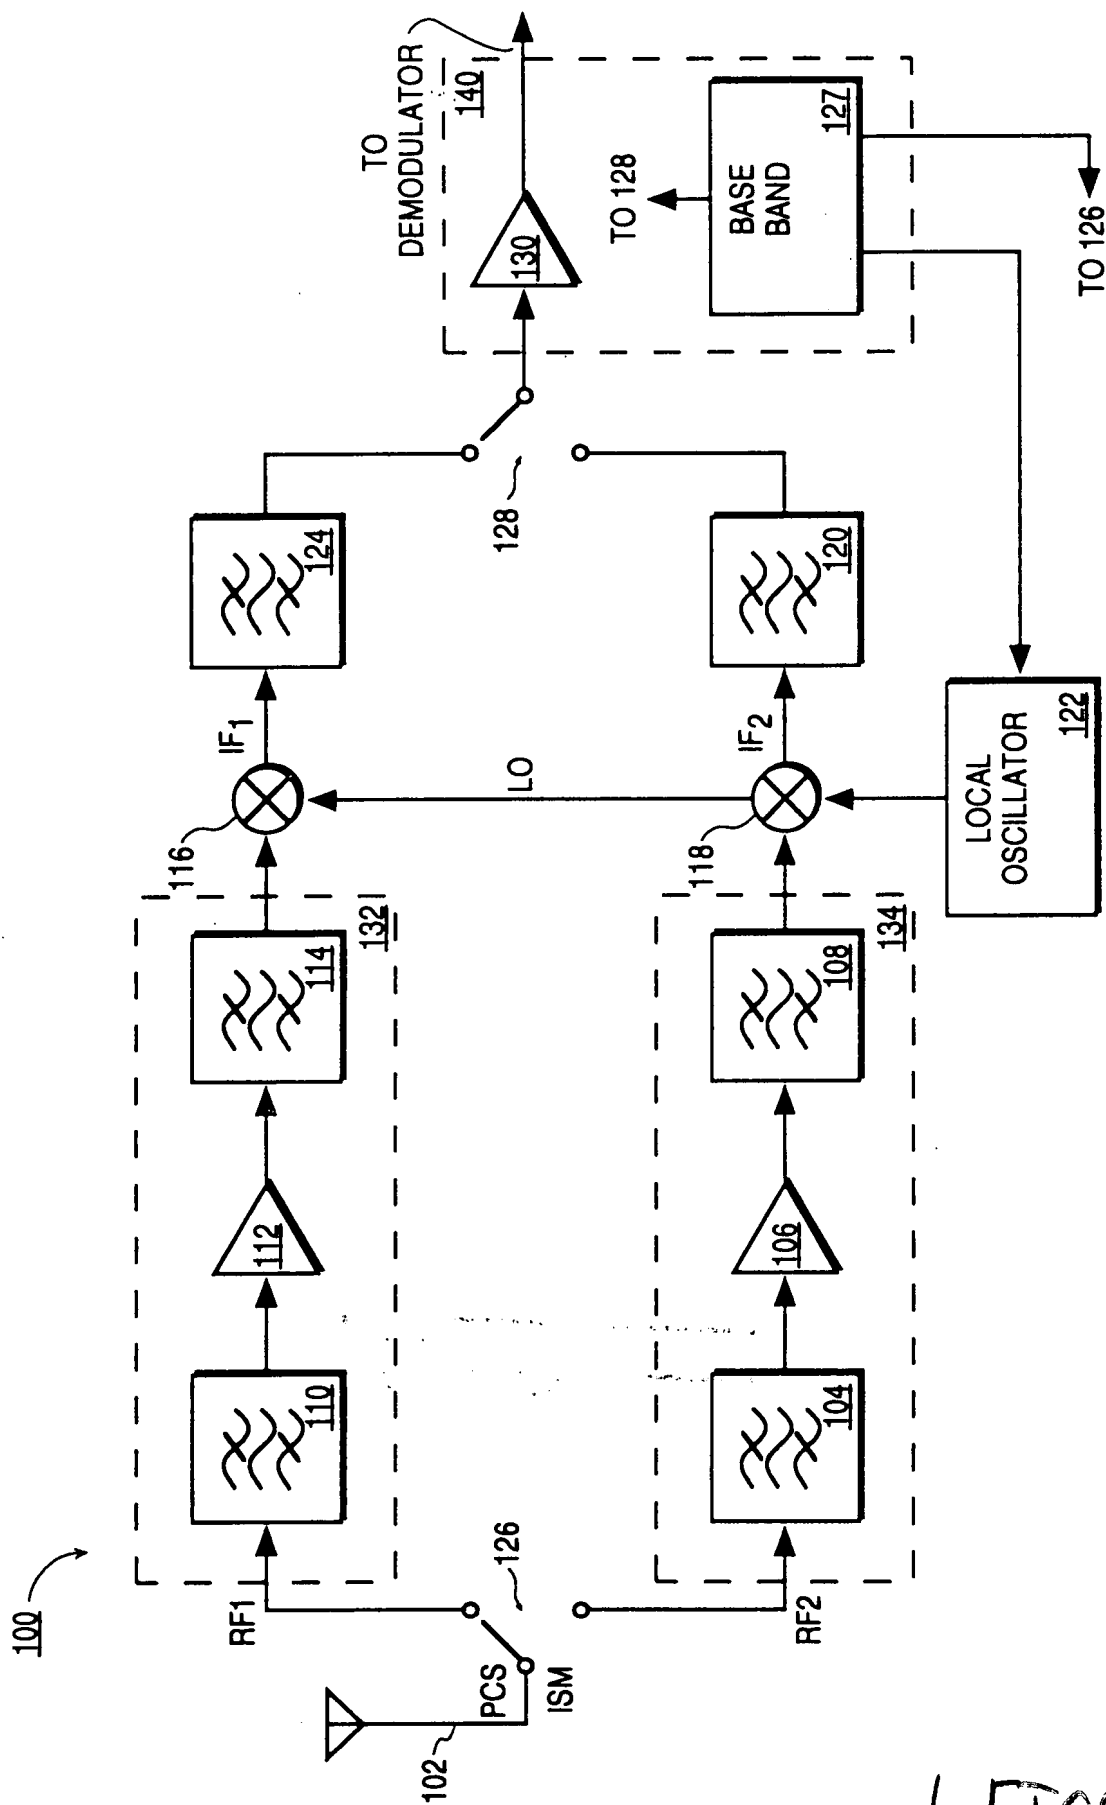 100
TO
DEMODULATOR
140
130
TO 128
BASE
BAND
127
TO 126
128
124
120
IF1
IF2
LO
116
118
LOCAL
OSCILLATOR
122
132
114
134
108
112
106
110
104
RF1
RF2
126
PCS
ISM
102